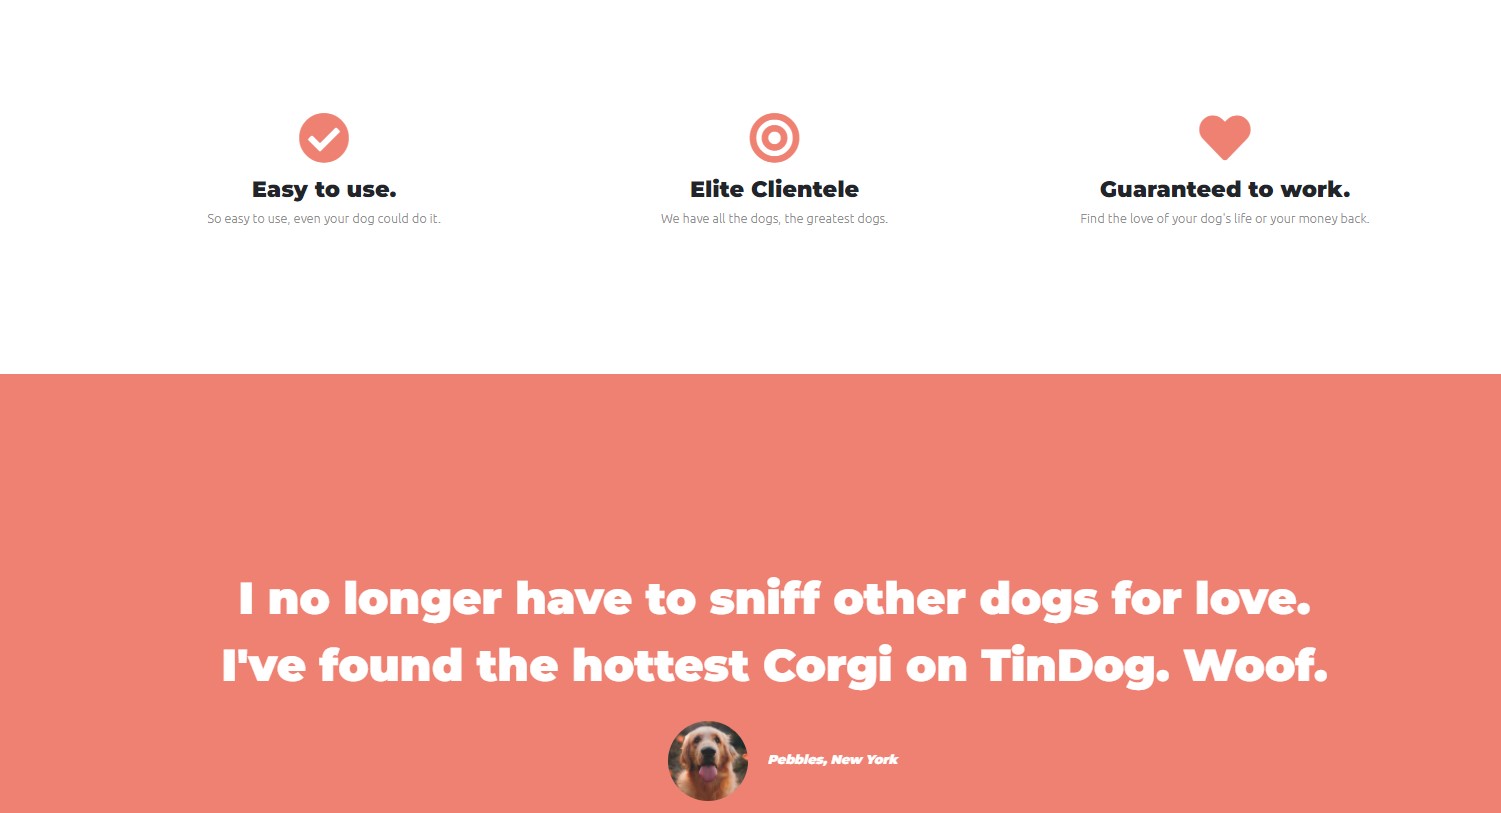 Easy to use.
So easy to use, even your dog could do it.
Elite Clientele
We have all the dogs, the greatest dogs.
Guaranteed to work.
Find the love of your dog's life or your money back.
I no longer have to sniff other dogs for love.
I've found the hottest Corgi on TinDog. Woof.
Pebbles, New York